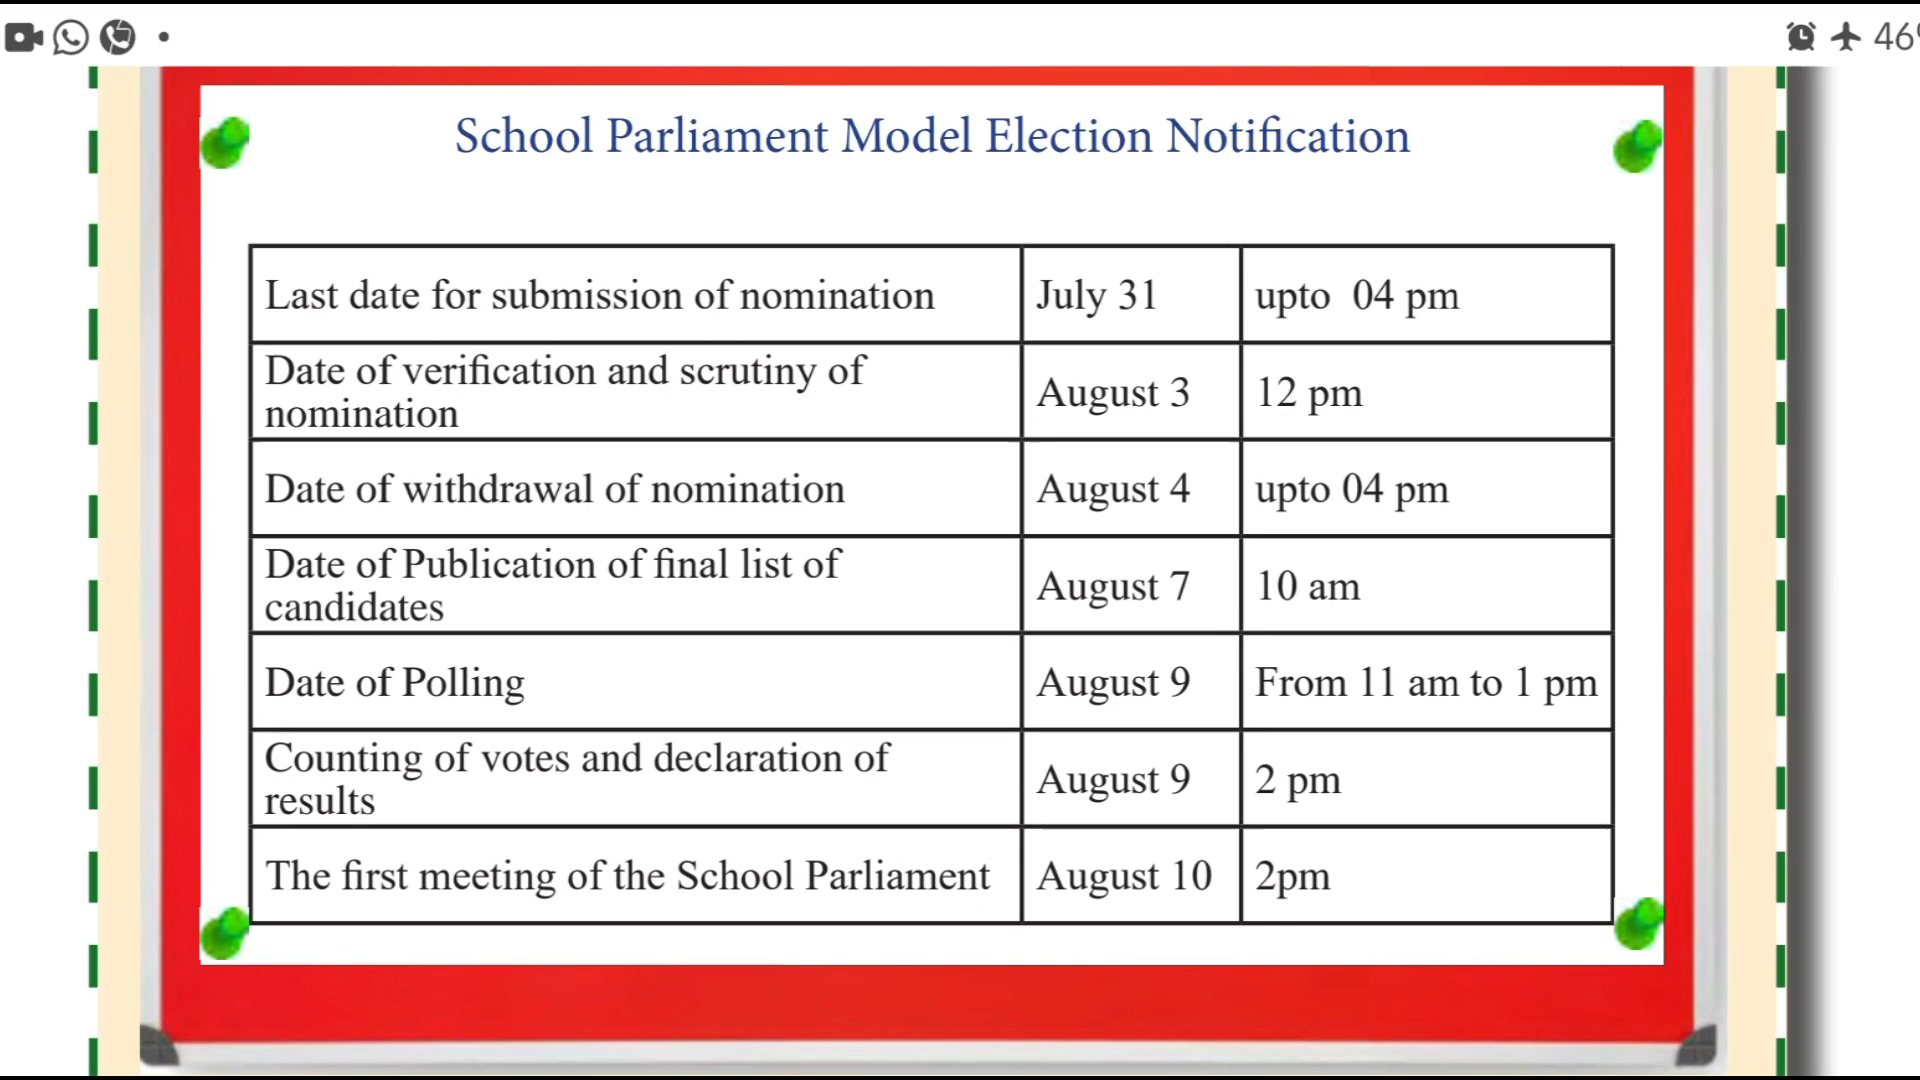 46
School Parliament Model Election Notification
Last date for submission of nomination July 31 upto 04 pm
Date of verification and scrutiny of
nomination August 3 12 pm
Date of withdrawal of nomination August 4 upto 04 pm
Date of Publication of final list of
candidates August 7 10 am
Date of Polling August 9 From 11 am to 1 pm
Counting of votes and declaration of
results August 9 2 pm
The first meeting of the School Parliament August 10 2pm